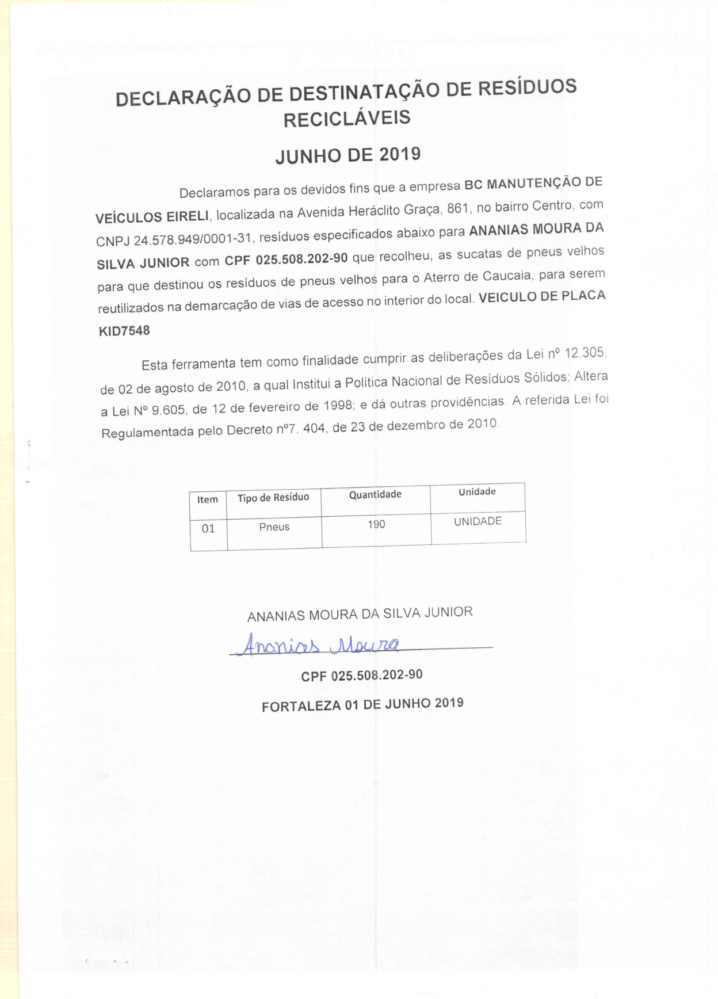 DECLARAÇÃO DE DESTINATAÇÃO DE RESÍDUOS
RECICLÁVEIS
JUNHO DE 2019
Declaramos para os devidos fins que a empresa BC MANUTENÇÃO DE
VEÍCULOS EIRELI, localizada na Avenida Heráclito Graça, 861, no bairro Centro, com
CNPJ 24.578.949/0001-31, resíduos especificados abaixo para ANANIAS MOURA DA
SILVA JUNIOR com CPF 025.508.202-90 que recolheu, as sucatas de pneus velhos
para que destinou os resíduos de pneus velhos para o Aterro de Caucaia, para serem
reutilizados na demarcação de vias de acesso no interior do local. VEICULO DE PLACA
KID7548
Esta ferramenta tem como finalidade cumprir as deliberações da Lei nº 12.305,
de 02 de agosto de 2010, a qual Institui a Política Nacional de Resíduos Sólidos; Altera
a Lei Nº 9.605, de 12 de fevereiro de 1998; e dá outras providências. A referida Lei foi
Regulamentada pelo Decreto nº7. 404, de 23 de dezembro de 2010.
Item Tipo de Resíduo Quantidade Unidade
01 Pneus 190 UNIDADE
ANANIAS MOURA DA SILVA JUNIOR
Ananias Moura
CPF 025.508.202-90
FORTALEZA 01 DE JUNHO 2019